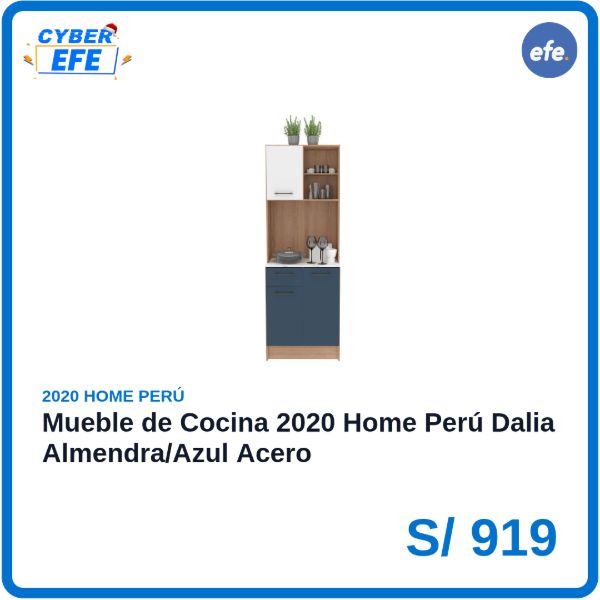 CYBER
EFE
efe.
2020 HOME PERÚ
Mueble de Cocina 2020 Home Perú Dalia
Almendra/Azul Acero
S/ 919